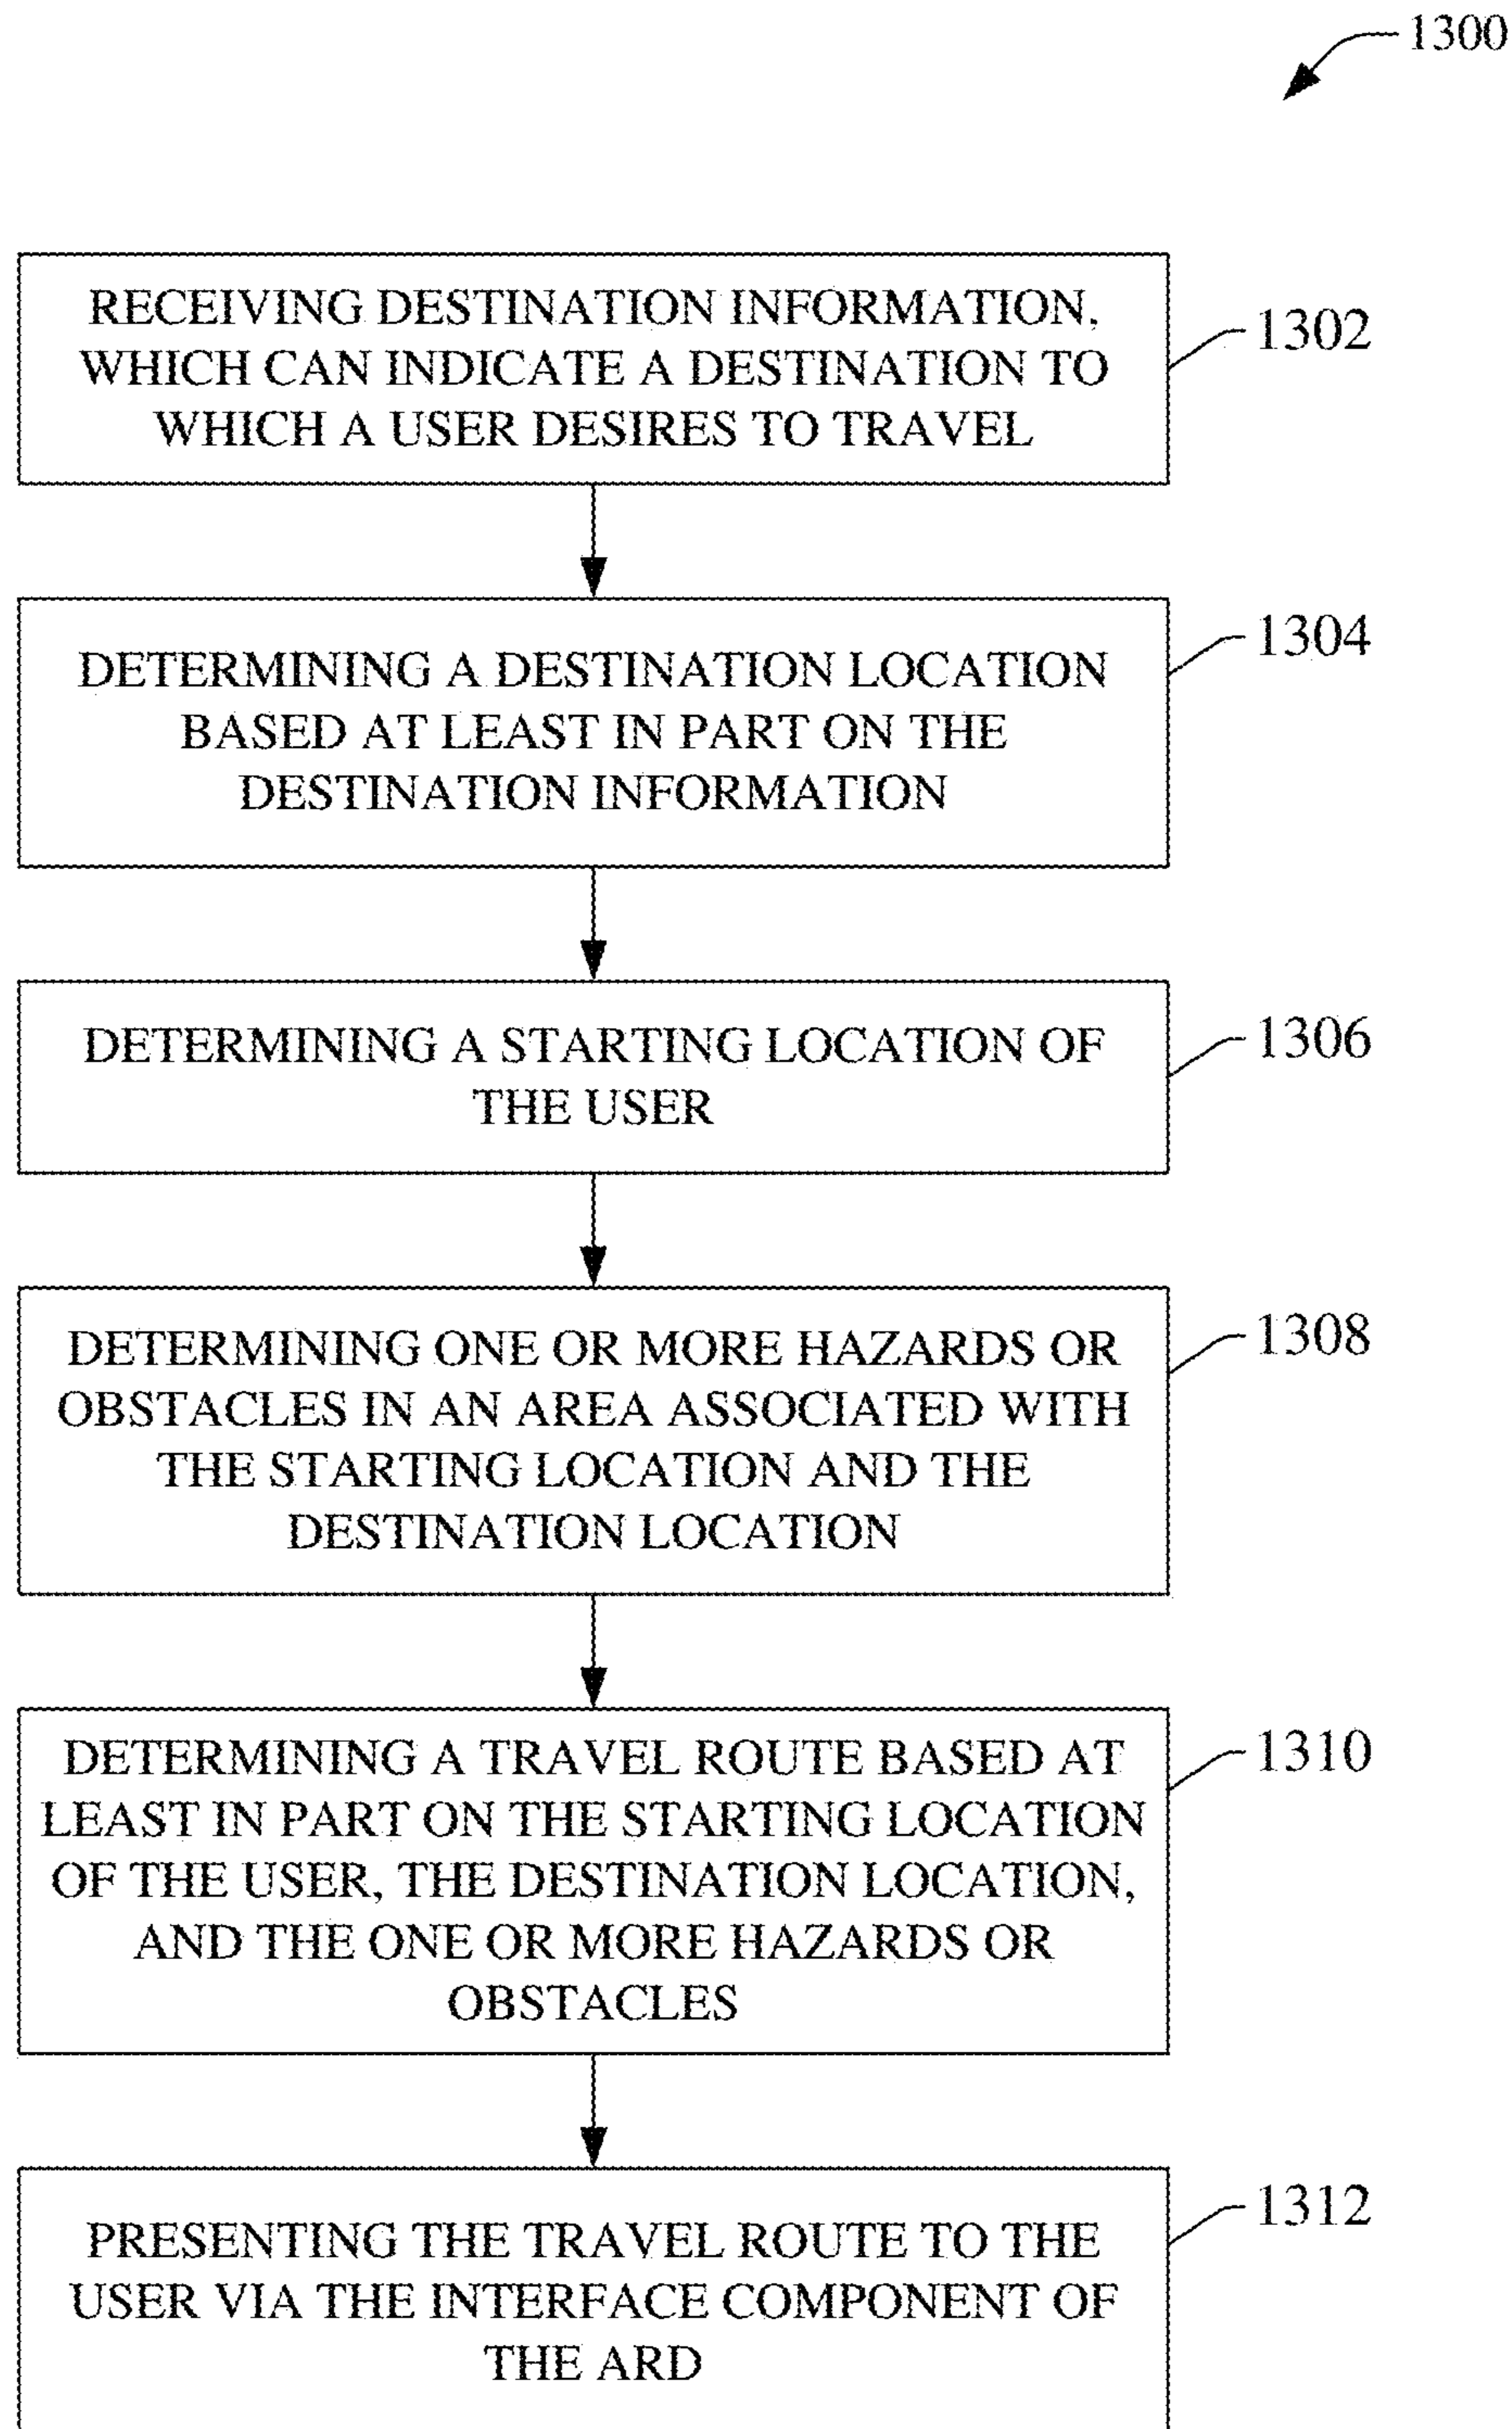 1300
RECEIVING DESTINATION INFORMATION,
WHICH CAN INDICATE A DESTINATION TO
WHICH A USER DESIRES TO TRAVEL
1302
DETERMINING A DESTINATION LOCATION
BASED AT LEAST IN PART ON THE
DESTINATION INFORMATION
1304
DETERMINING A STARTING LOCATION OF
THE USER
1306
DETERMINING ONE OR MORE HAZARDS OR
OBSTACLES IN AN AREA ASSOCIATED WITH
THE STARTING LOCATION AND THE
DESTINATION LOCATION
1308
DETERMINING A TRAVEL ROUTE BASED AT
LEAST IN PART ON THE STARTING LOCATION
OF THE USER, THE DESTINATION LOCATION,
AND THE ONE OR MORE HAZARDS OR
OBSTACLES
1310
PRESENTING THE TRAVEL ROUTE TO THE
USER VIA THE INTERFACE COMPONENT OF
THE ARD
1312